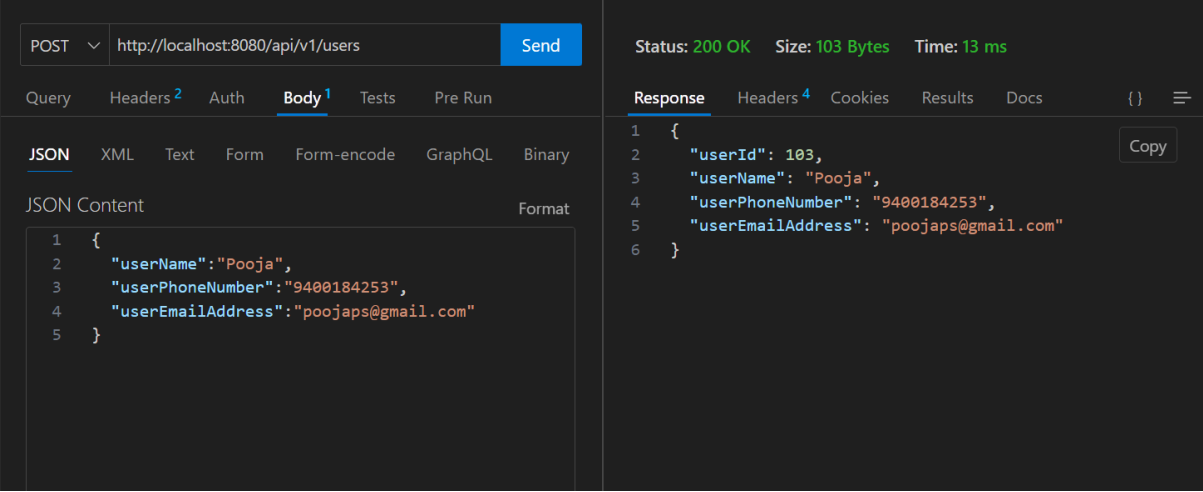 POST http://localhost:8080/api/v1/users Send
Query Headers 2 Auth Body 1 Tests Pre Run
JSON XML Text Form Form-encode GraphQL Binary
JSON Content Format
1 {
2 "userName":"Pooja",
3 "userPhoneNumber":"9400184253",
4 "userEmailAddress":"poojaps@gmail.com"
5 }
Status: 200 OK Size: 103 Bytes Time: 13 ms
Response Headers 4 Cookies Results Docs { }
Copy
1 {
2 "userId": 103,
3 "userName": "Pooja",
4 "userPhoneNumber": "9400184253",
5 "userEmailAddress": "poojaps@gmail.com"
6 }